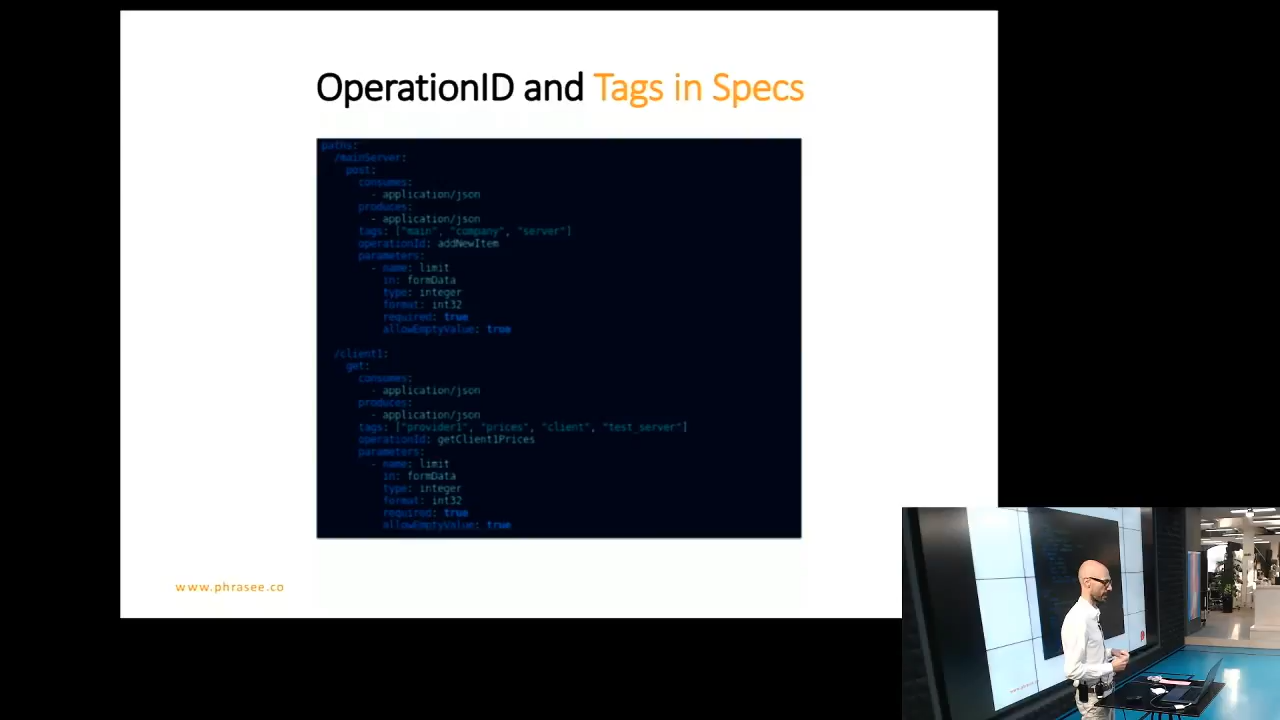 OperationID and Tags in Specs
paths:
/mainServer:
post:
consumes:
- application/json
produces:
- application/json
tags: ["main", "company", "server"]
operationId: addNewItem
parameters:
- name: limit
in: formData
type: integer
format: int32
required: true
allowEmptyValue: true
/client1:
get:
consumes:
- application/json
produces:
- application/json
tags: ["provider1", "prices", "client", "test_server"]
operationId: getClient1Prices
parameters:
- name: limit
in: formData
type: integer
format: int32
required: true
allowEmptyValue: true
www.phrasee.co